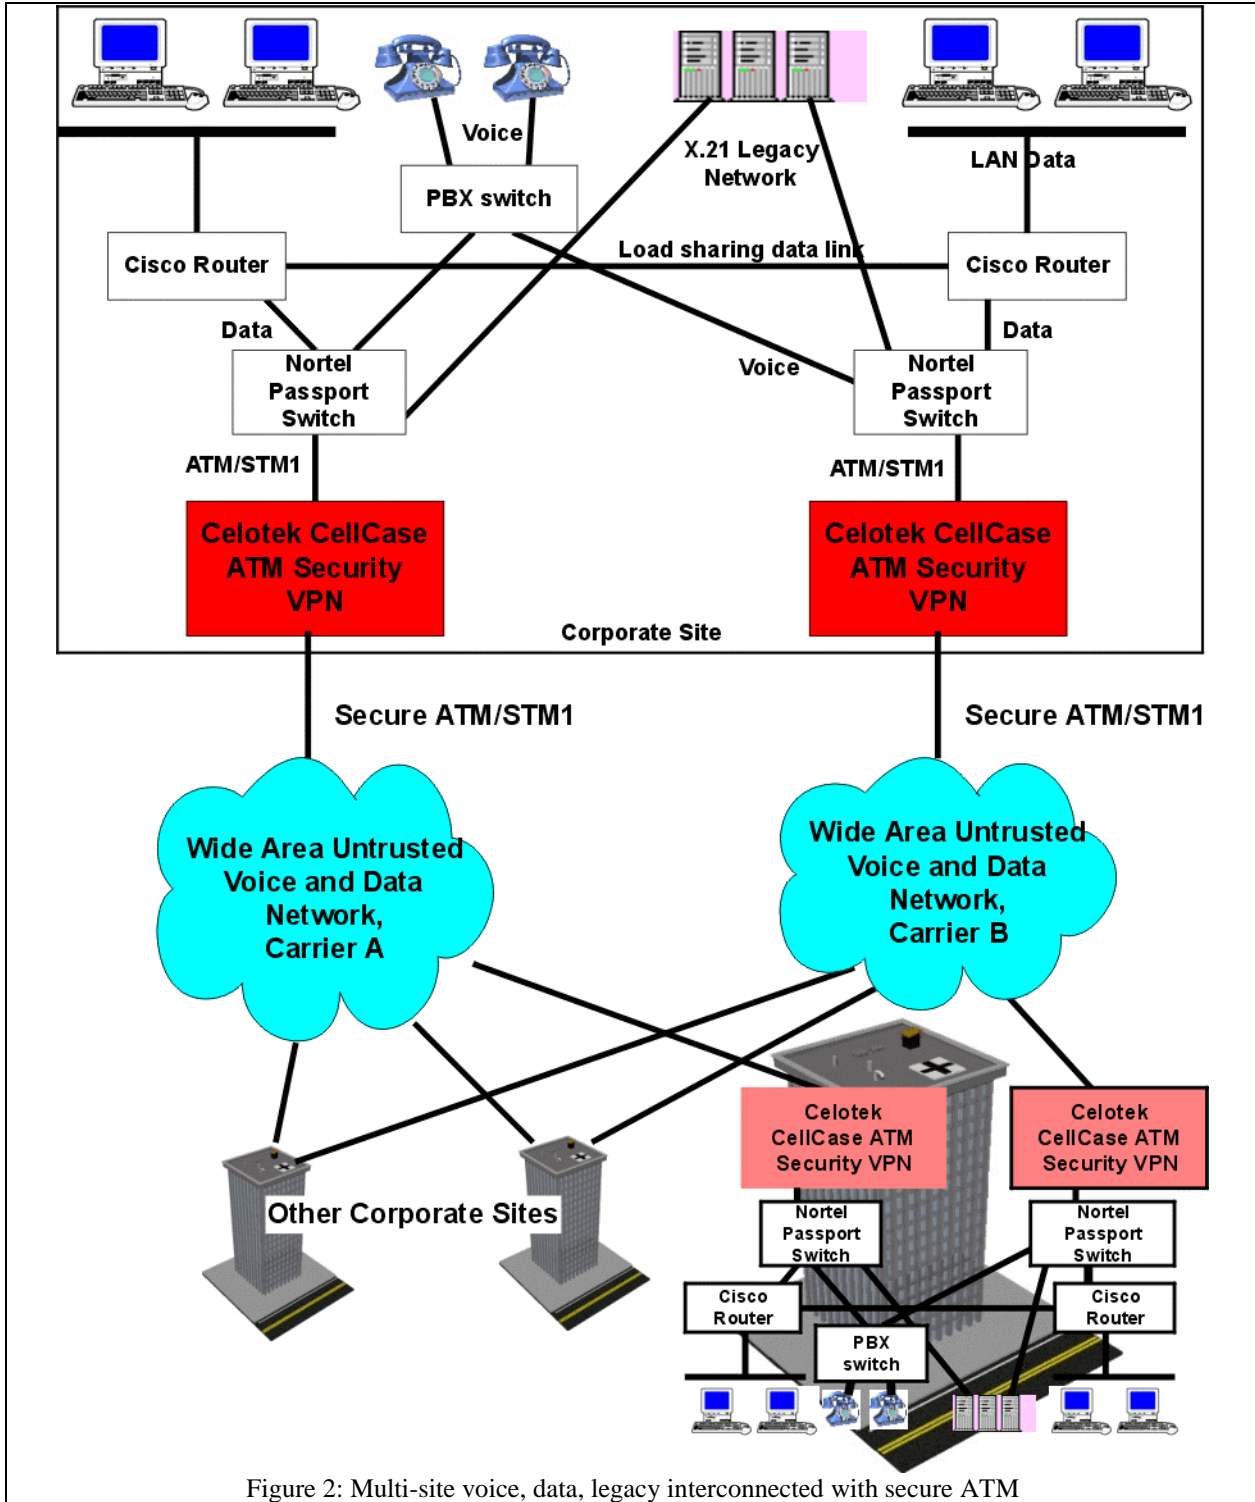 Voice
X.21 Legacy
Network
LAN Data
PBX switch
Cisco Router
Load sharing data link
Cisco Router
Data
Data
Nortel
Passport
Switch
Voice
Nortel
Passport
Switch
ATM/STM1
ATM/STM1
Celotek CellCase
ATM Security
VPN
Celotek CellCase
ATM Security
VPN
Corporate Site
Secure ATM/STM1
Secure ATM/STM1
Wide Area Untrusted
Voice and Data
Network,
Carrier A
Wide Area Untrusted
Voice and Data
Network,
Carrier B
Celotek
CellCase ATM
Security VPN
Celotek
CellCase ATM
Security VPN
Other Corporate Sites
Nortel
Passport
Switch
Nortel
Passport
Switch
Cisco
Router
Cisco
Router
PBX
switch
Figure 2: Multi-site voice, data, legacy interconnected with secure ATM